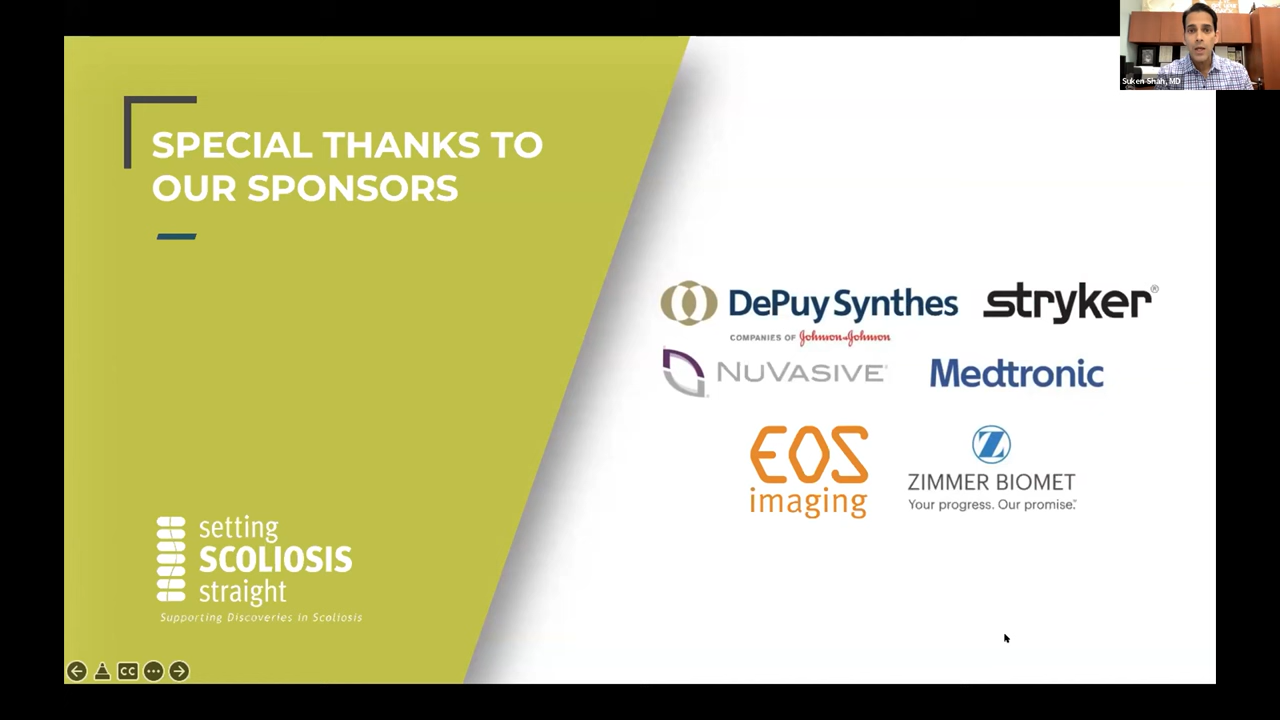 Suken Shah, MD
SPECIAL THANKS TO
OUR SPONSORS
DePuy Synthes
COMPANIES OF Johnson & Johnson
stryker®
NUVASIVE
Medtronic
EOS
imaging
Z
ZIMMER BIOMET
Your progress. Our promise.®
setting
SCOLIOSIS
straight
Supporting Discoveries in Scoliosis
CC